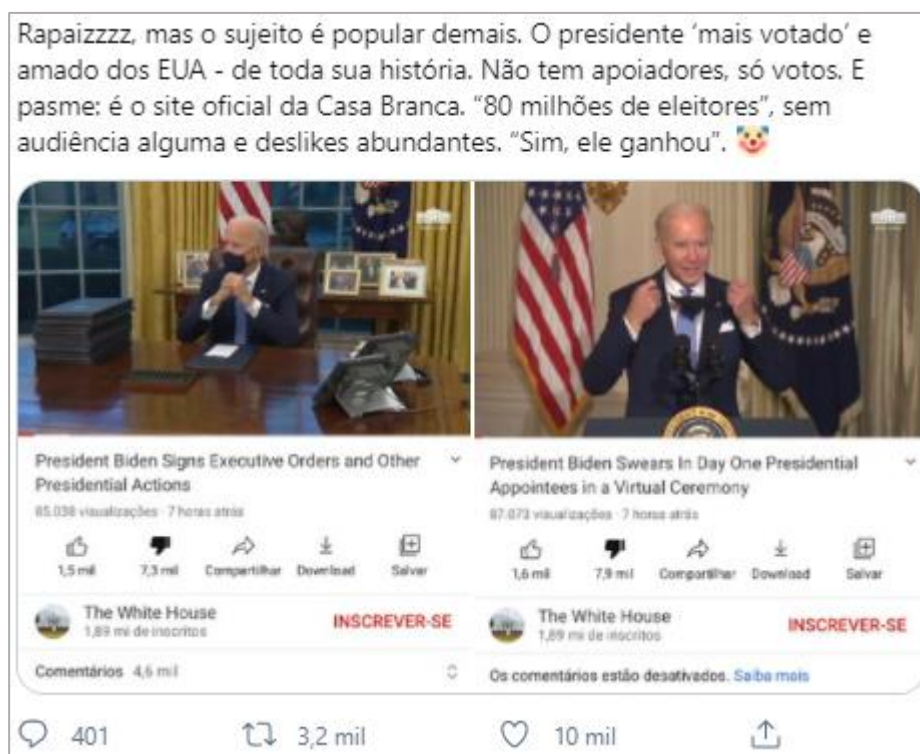 Rapaizzzz, mas o sujeito é popular demais. O presidente ‘mais votado’ e
amado dos EUA - de toda sua história. Não tem apoiadores, só votos. E
pasme: é o site oficial da Casa Branca. “80 milhões de eleitores”, sem
audiência alguma e deslikes abundantes. “Sim, ele ganhou”. 🤡
President Biden Signs Executive Orders and Other
Presidential Actions
85.038 visualizações · 7 horas atrás
1,5 mil 7,3 mil Compartilhar Download Salvar
The White House
1,89 mi de inscritos
INSCREVER-SE
Comentários 4,6 mil
President Biden Swears In Day One Presidential
Appointees in a Virtual Ceremony
87.073 visualizações · 7 horas atrás
1,6 mil 7,9 mil Compartilhar Download Salvar
The White House
1,89 mi de inscritos
INSCREVER-SE
Os comentários estão desativados. Saiba mais
401 3,2 mil 10 mil